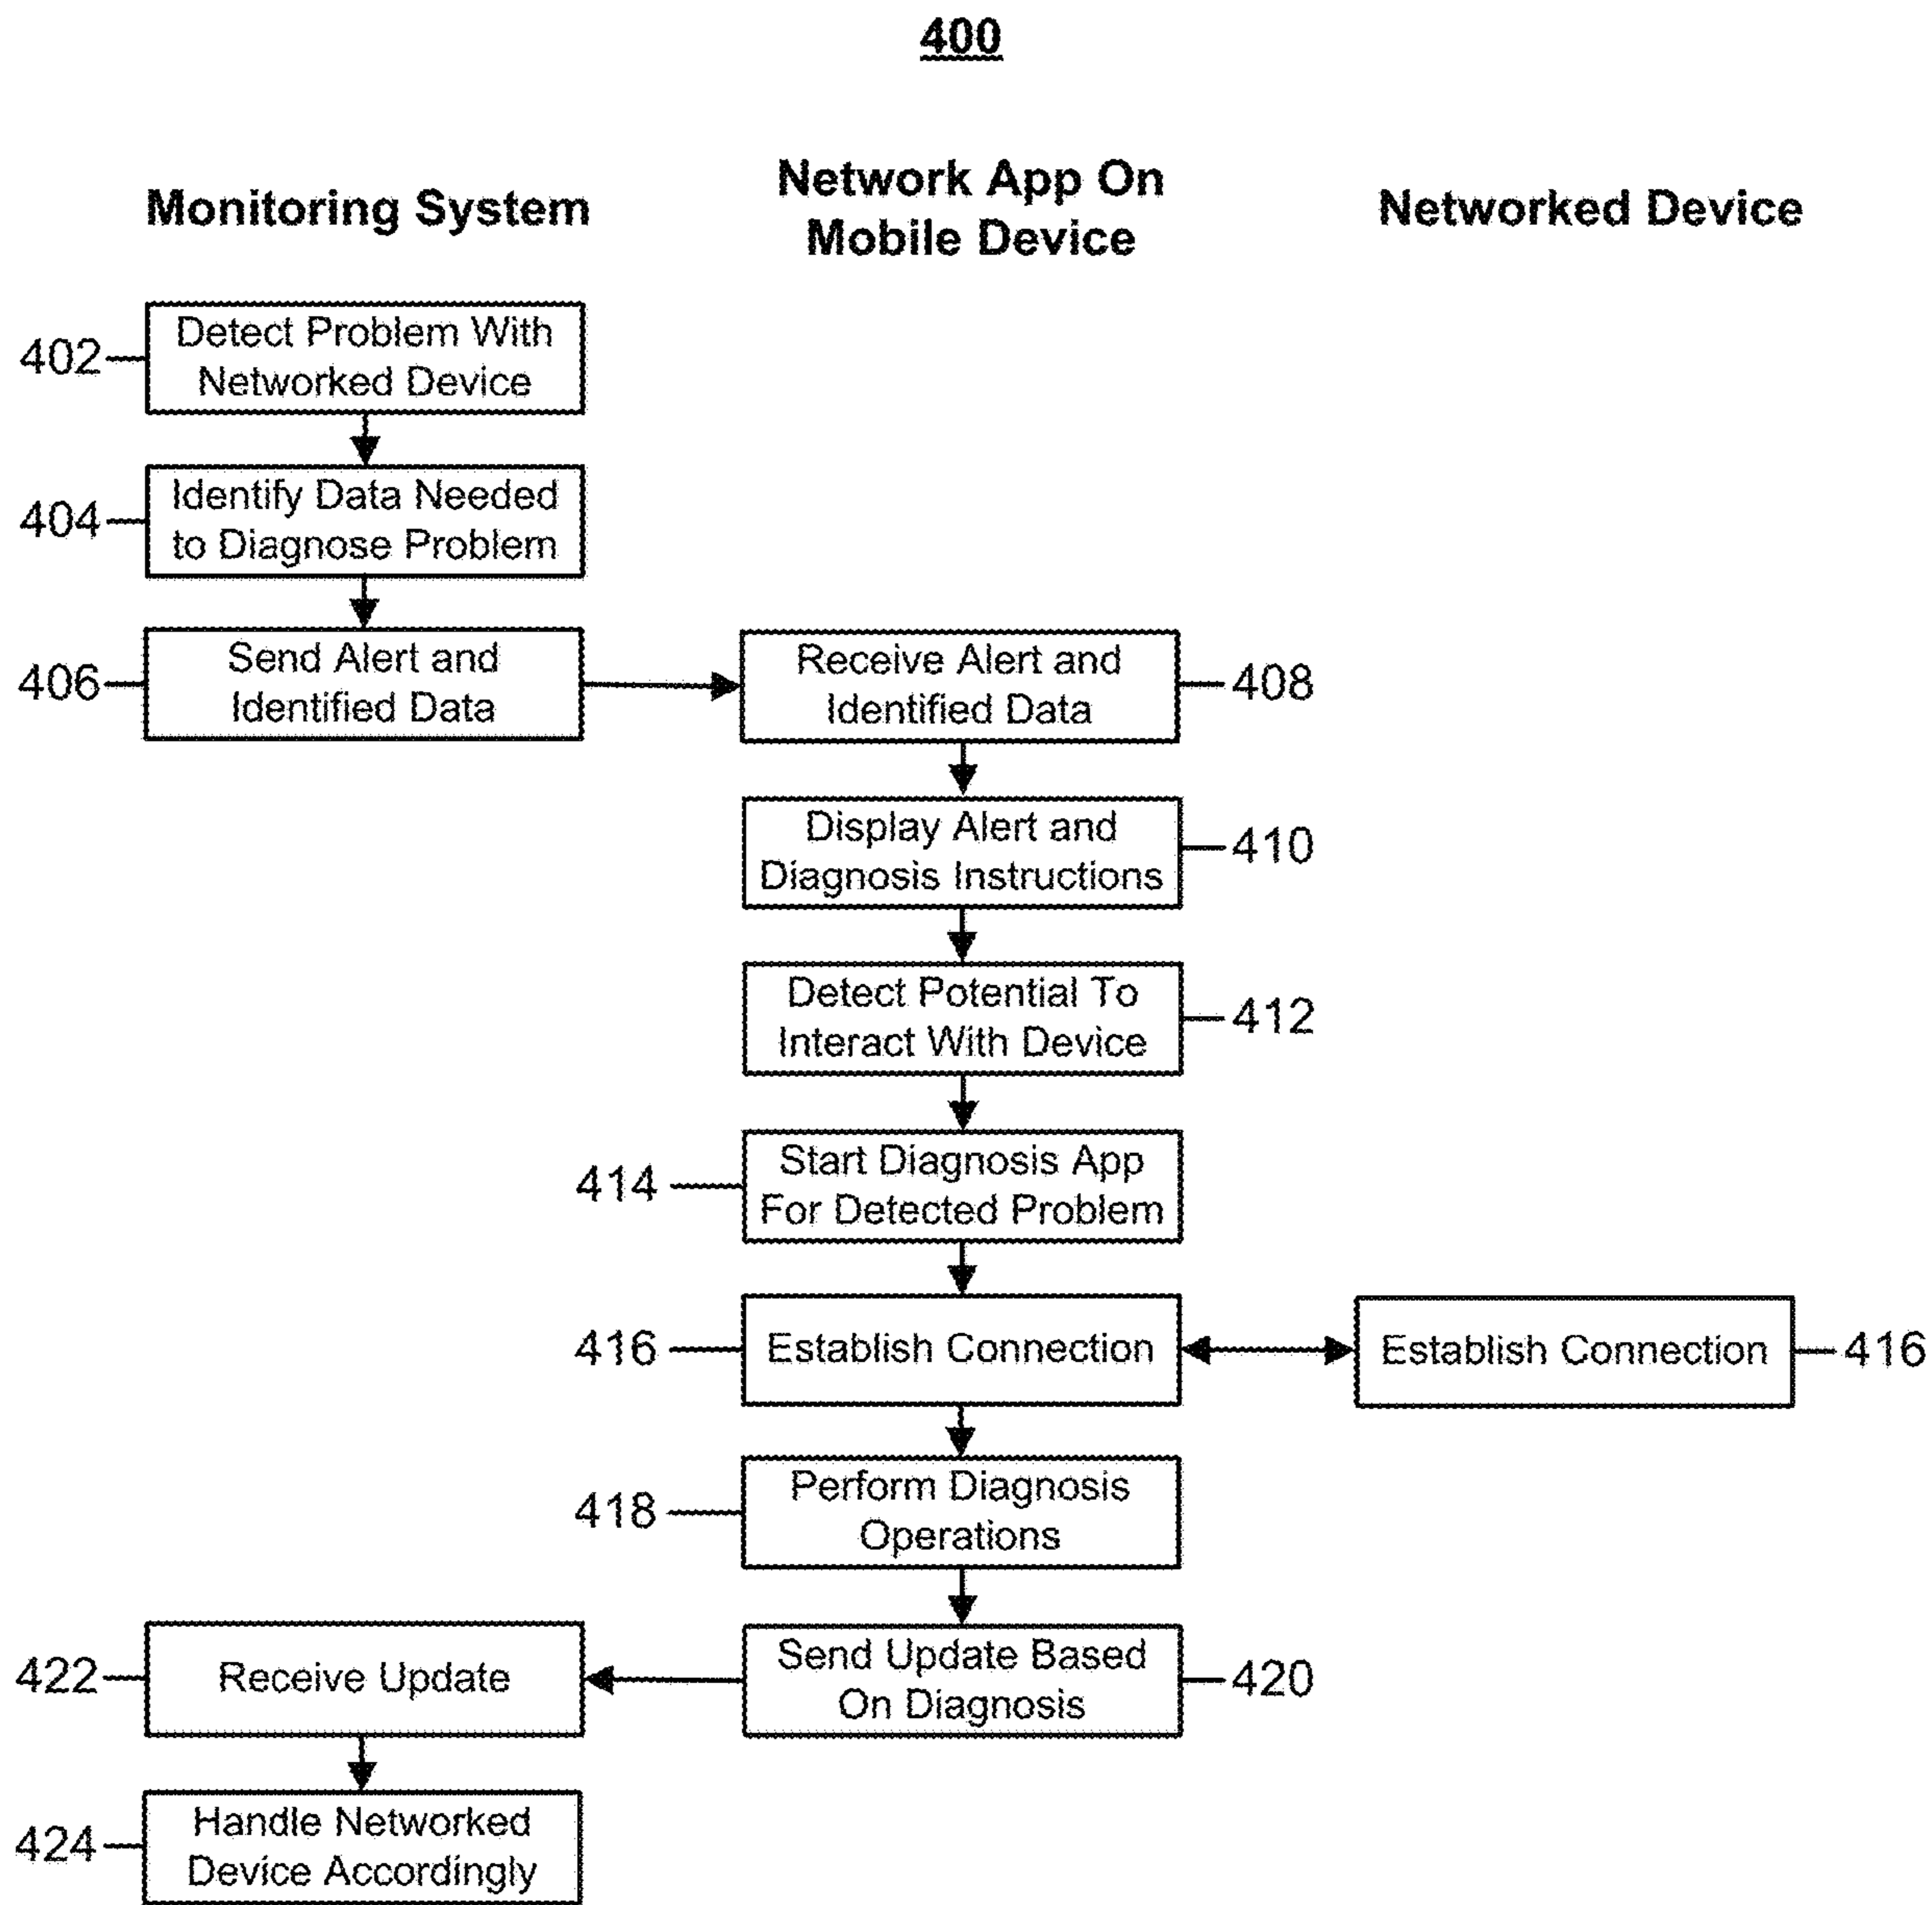 400
Monitoring System
Network App On
Mobile Device
Networked Device
402
Detect Problem With
Networked Device
404
Identify Data Needed
to Diagnose Problem
406
Send Alert and
Identified Data
Receive Alert and
Identified Data
408
Display Alert and
Diagnosis Instructions
410
Detect Potential To
Interact With Device
412
414
Start Diagnosis App
For Detected Problem
416
Establish Connection
Establish Connection
416
418
Perform Diagnosis
Operations
Send Update Based
On Diagnosis
420
422
Receive Update
424
Handle Networked
Device Accordingly